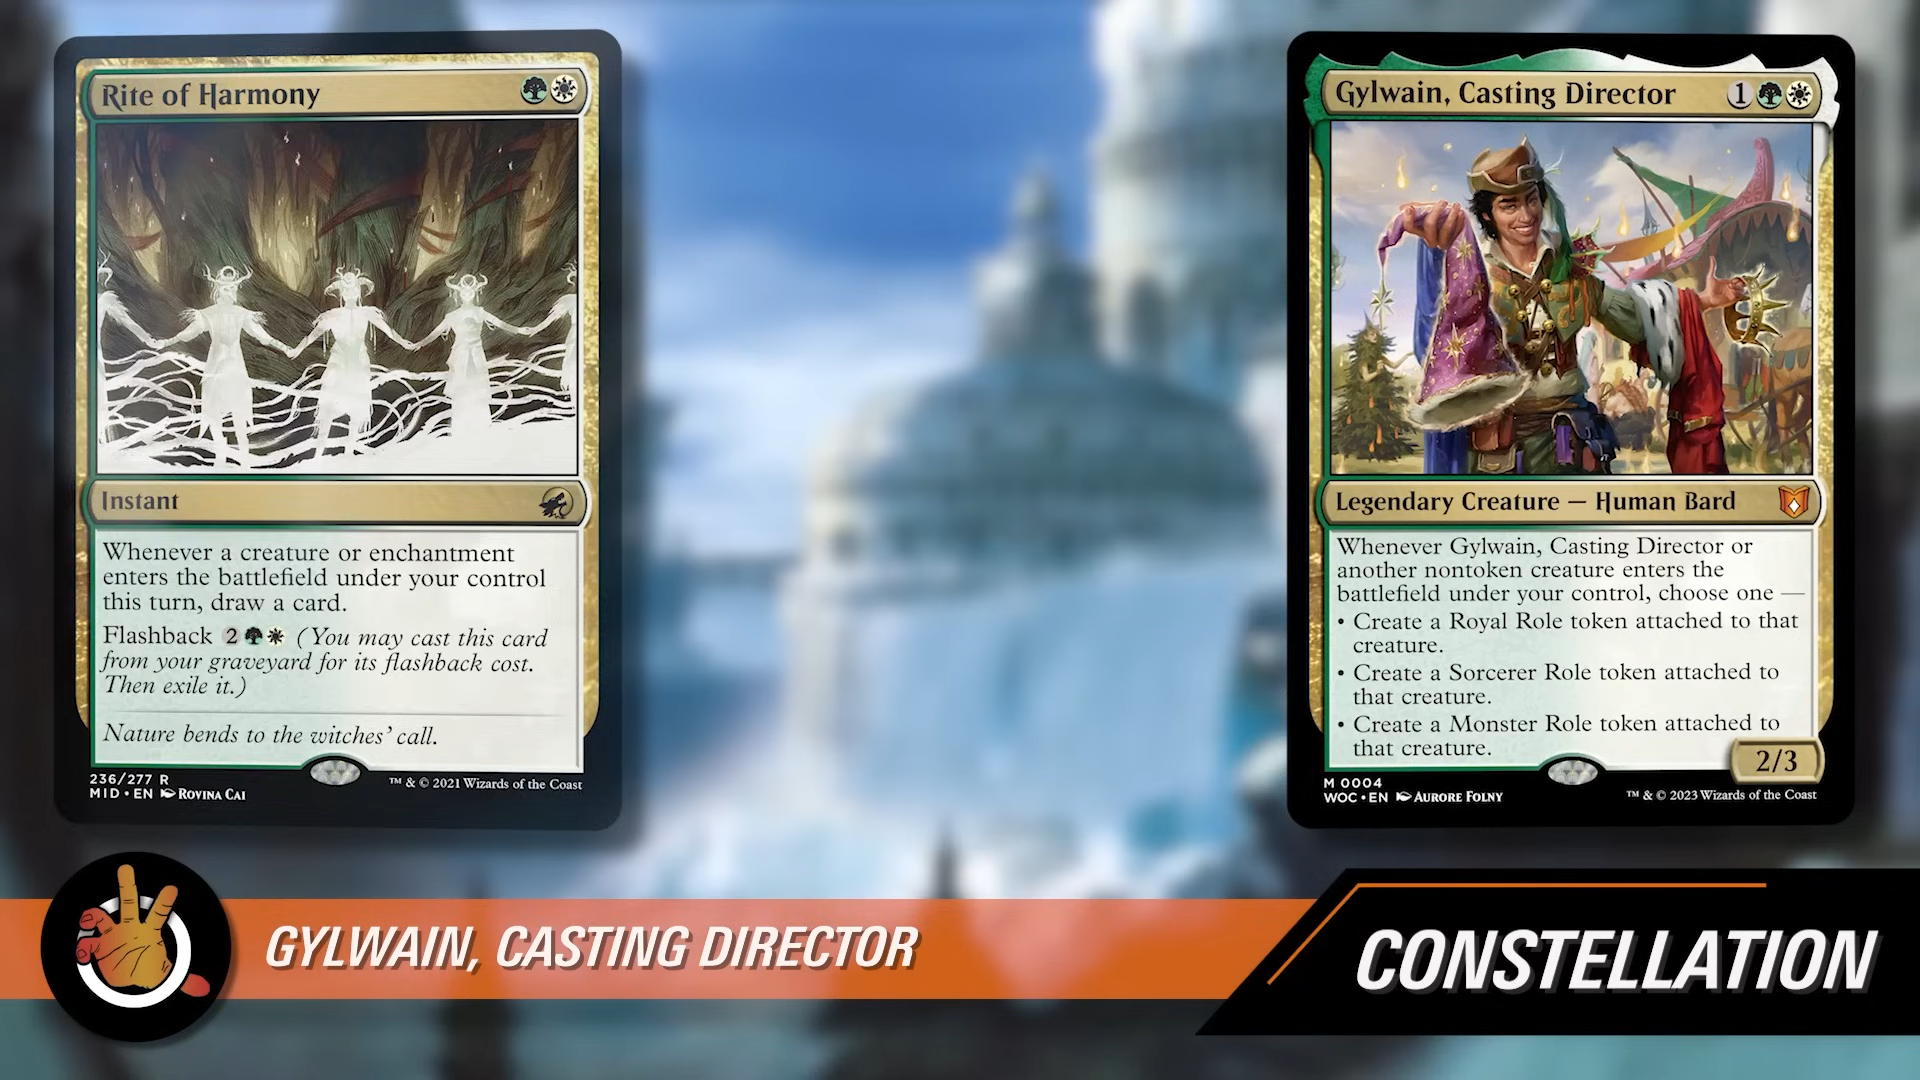 Rite of Harmony
Instant
Whenever a creature or enchantment
enters the battlefield under your control
this turn, draw a card.
Flashback 2 (You may cast this card
from your graveyard for its flashback cost.
Then exile it.)
Nature bends to the witches' call.
236/277 R
MID • EN Rovina Cai
™ & © 2021 Wizards of the Coast
Gylwain, Casting Director 1
Legendary Creature — Human Bard
Whenever Gylwain, Casting Director or
another nontoken creature enters the
battlefield under your control, choose one —
• Create a Royal Role token attached to that
creature.
• Create a Sorcerer Role token attached to
that creature.
• Create a Monster Role token attached to
that creature.
2/3
M 0004
WOC • EN Aurore Folny
™ & © 2023 Wizards of the Coast
GYLWAIN, CASTING DIRECTOR
CONSTELLATION